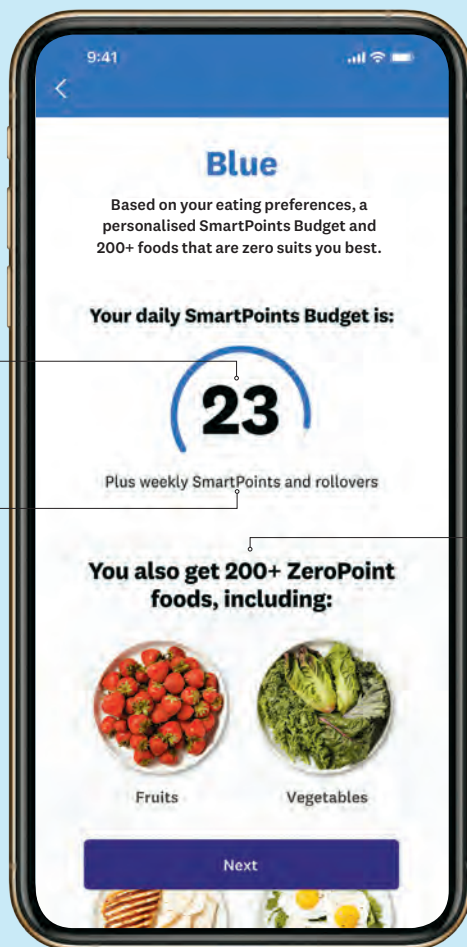 9:41
Blue
Based on your eating preferences, a
personalised SmartPoints Budget and
200+ foods that are zero suits you best.
Your daily SmartPoints Budget is:
23
Plus weekly SmartPoints and rollovers
You also get 200+ ZeroPoint
foods, including:
Fruits
Vegetables
Next